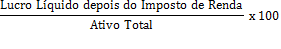 Lucro Líquido depois do Imposto de Renda
Ativo Total
x 100